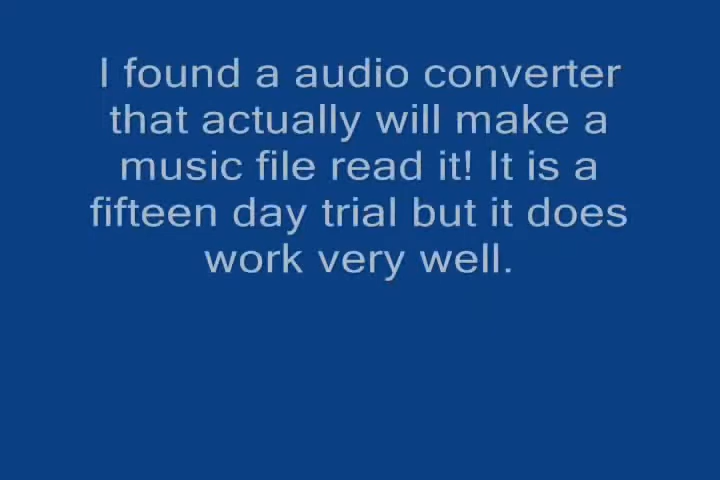 I found a audio converter
that actually will make a
music file read it! It is a
fifteen day trial but it does
work very well.